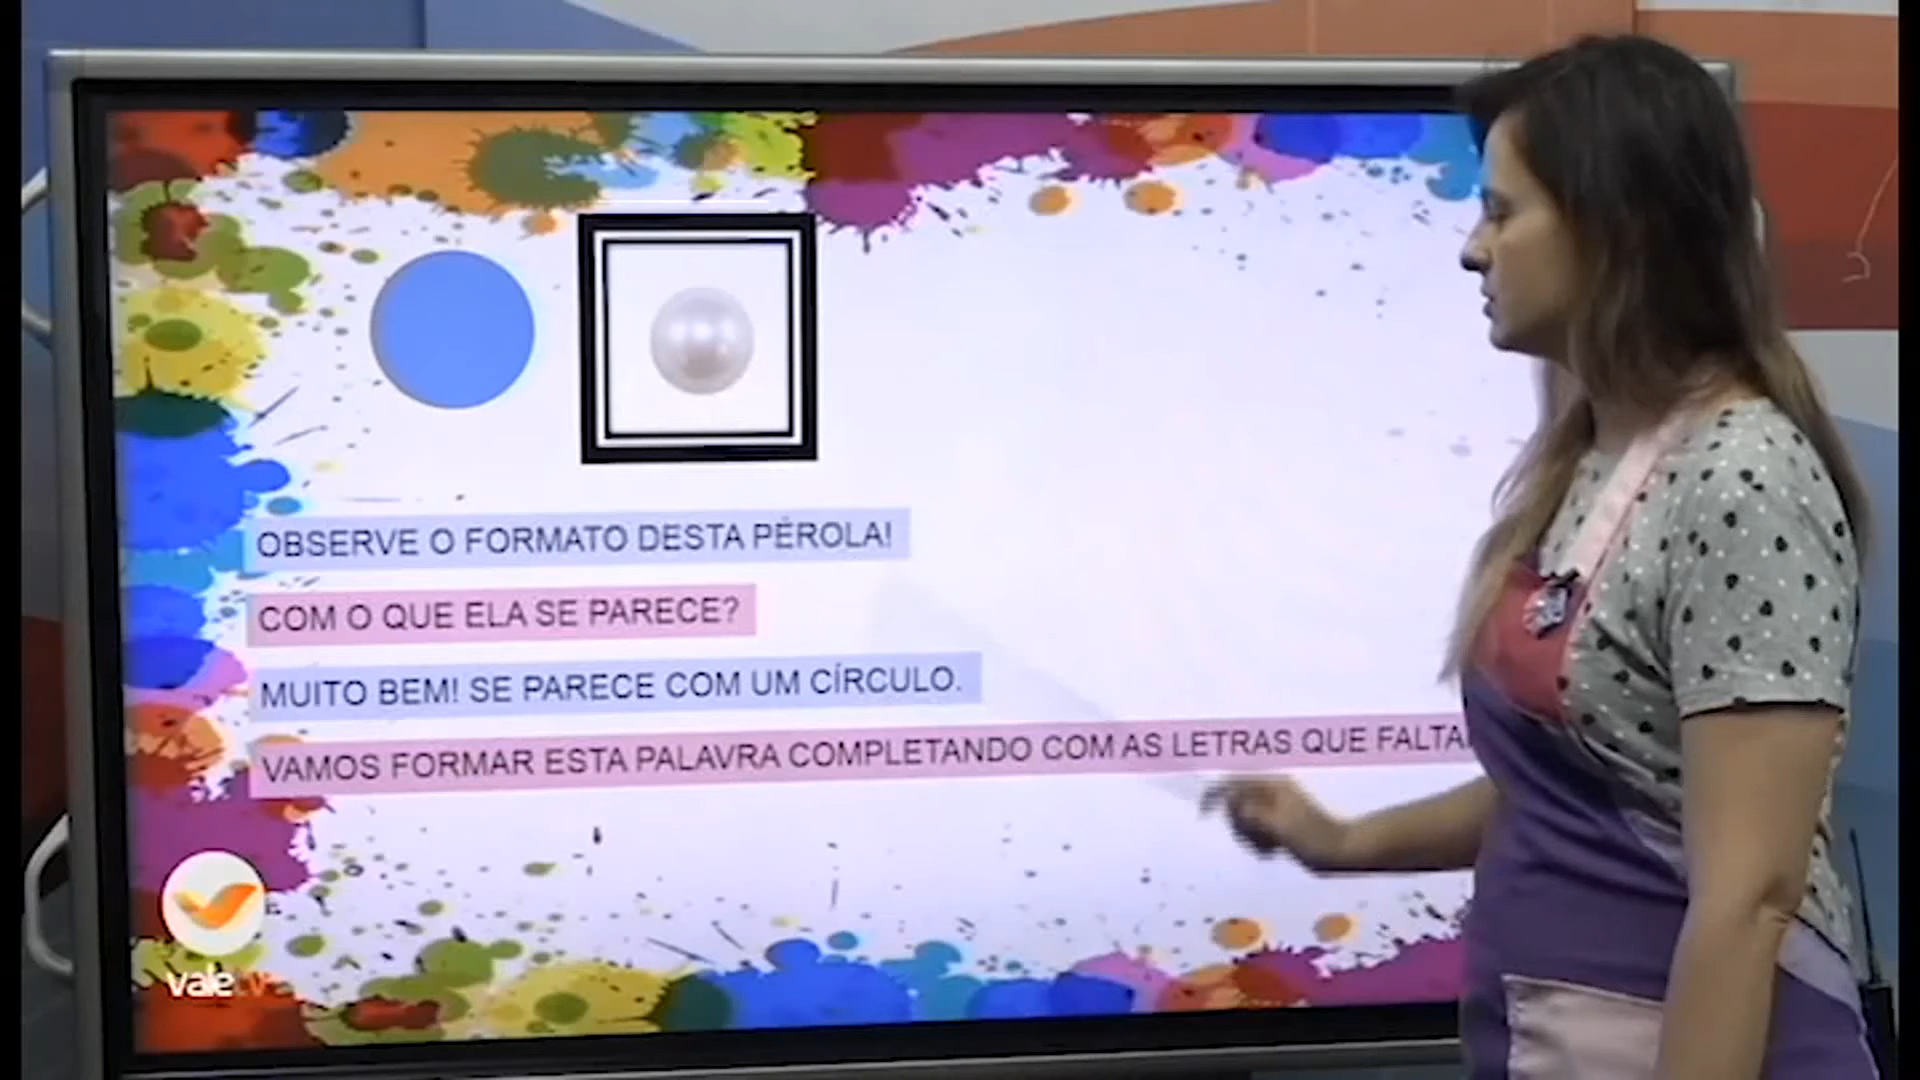 OBSERVE O FORMATO DESTA PÉROLA!
COM O QUE ELA SE PARECE?
MUITO BEM! SE PARECE COM UM CÍRCULO.
VAMOS FORMAR ESTA PALAVRA COMPLETANDO COM AS LETRAS QUE
valetv